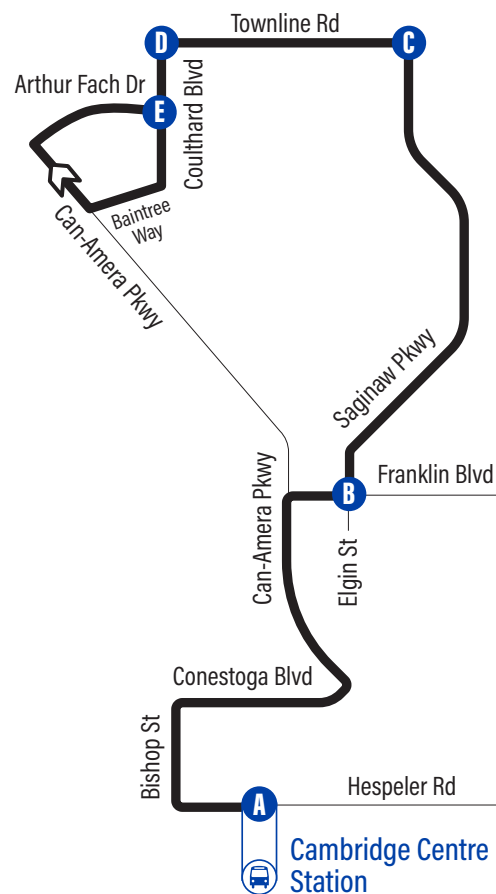 Townline Rd
D
C
Arthur Fach Dr
E
Coulthard Blvd
Baintree
Way
Can-Amera Pkwy
Saginaw Pkwy
Can-Amera Pkwy
B
Franklin Blvd
Elgin St
Conestoga Blvd
Bishop St
A
Hespeler Rd
Cambridge Centre
Station